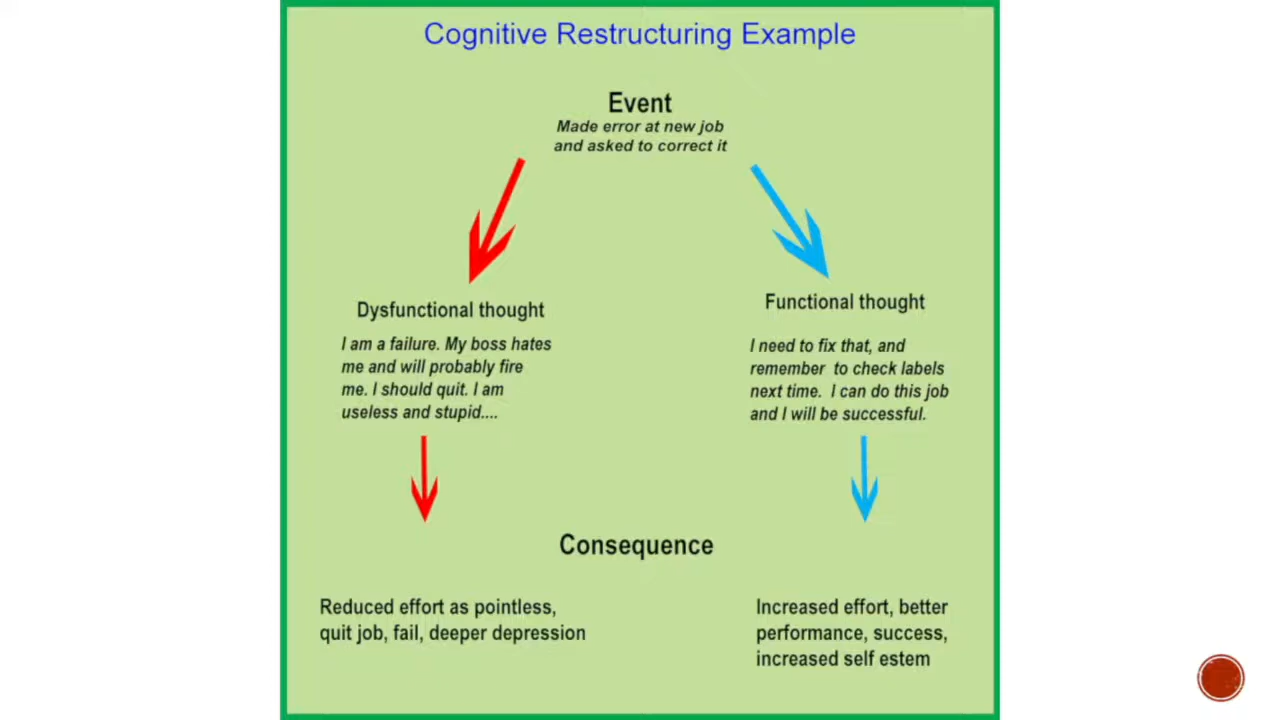 Cognitive Restructuring Example
Event
Made error at new job
and asked to correct it
Dysfunctional thought
I am a failure. My boss hates
me and will probably fire
me. I should quit. I am
useless and stupid....
Functional thought
I need to fix that, and
remember to check labels
next time. I can do this job
and I will be successful.
Consequence
Reduced effort as pointless,
quit job, fail, deeper depression
Increased effort, better
performance, success,
increased self estem